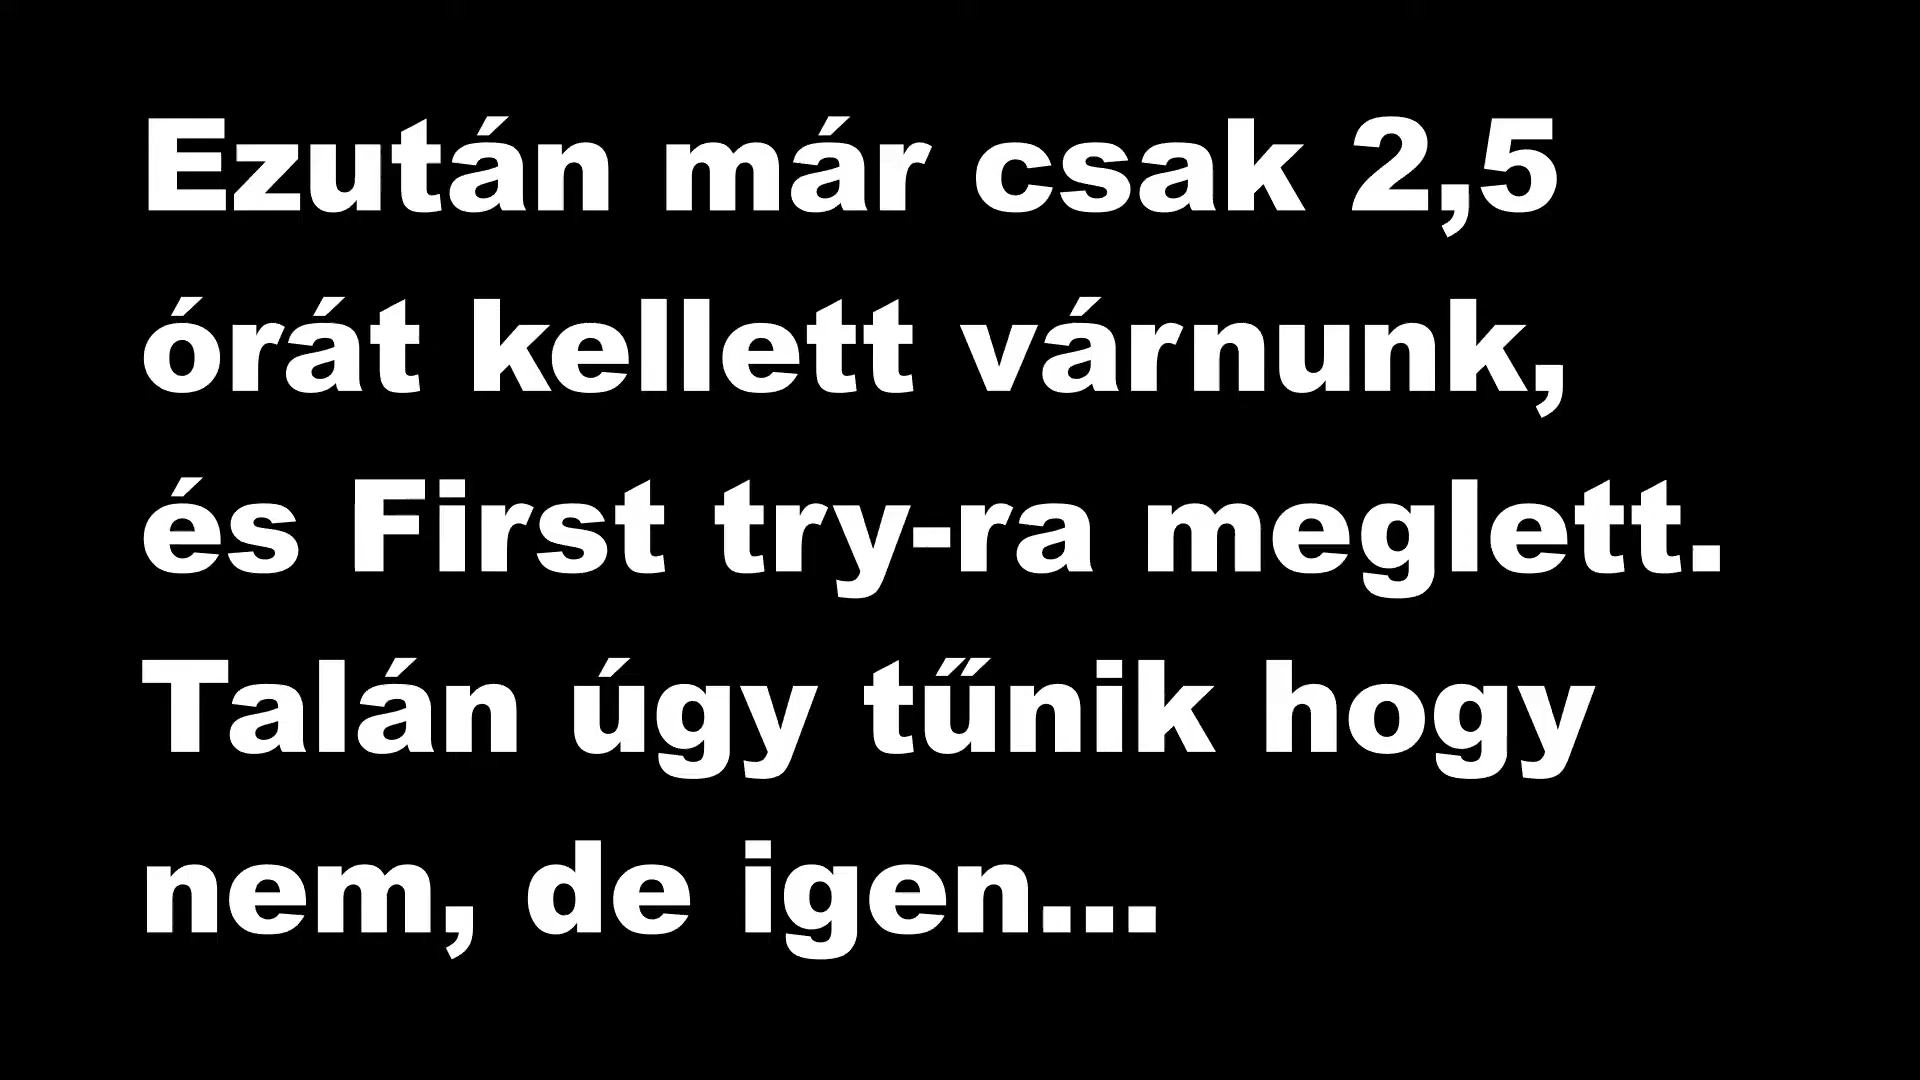 Ezután már csak 2,5
órát kellett várnunk,
és First try-ra meglett.
Talán úgy tűnik hogy
nem, de igen...